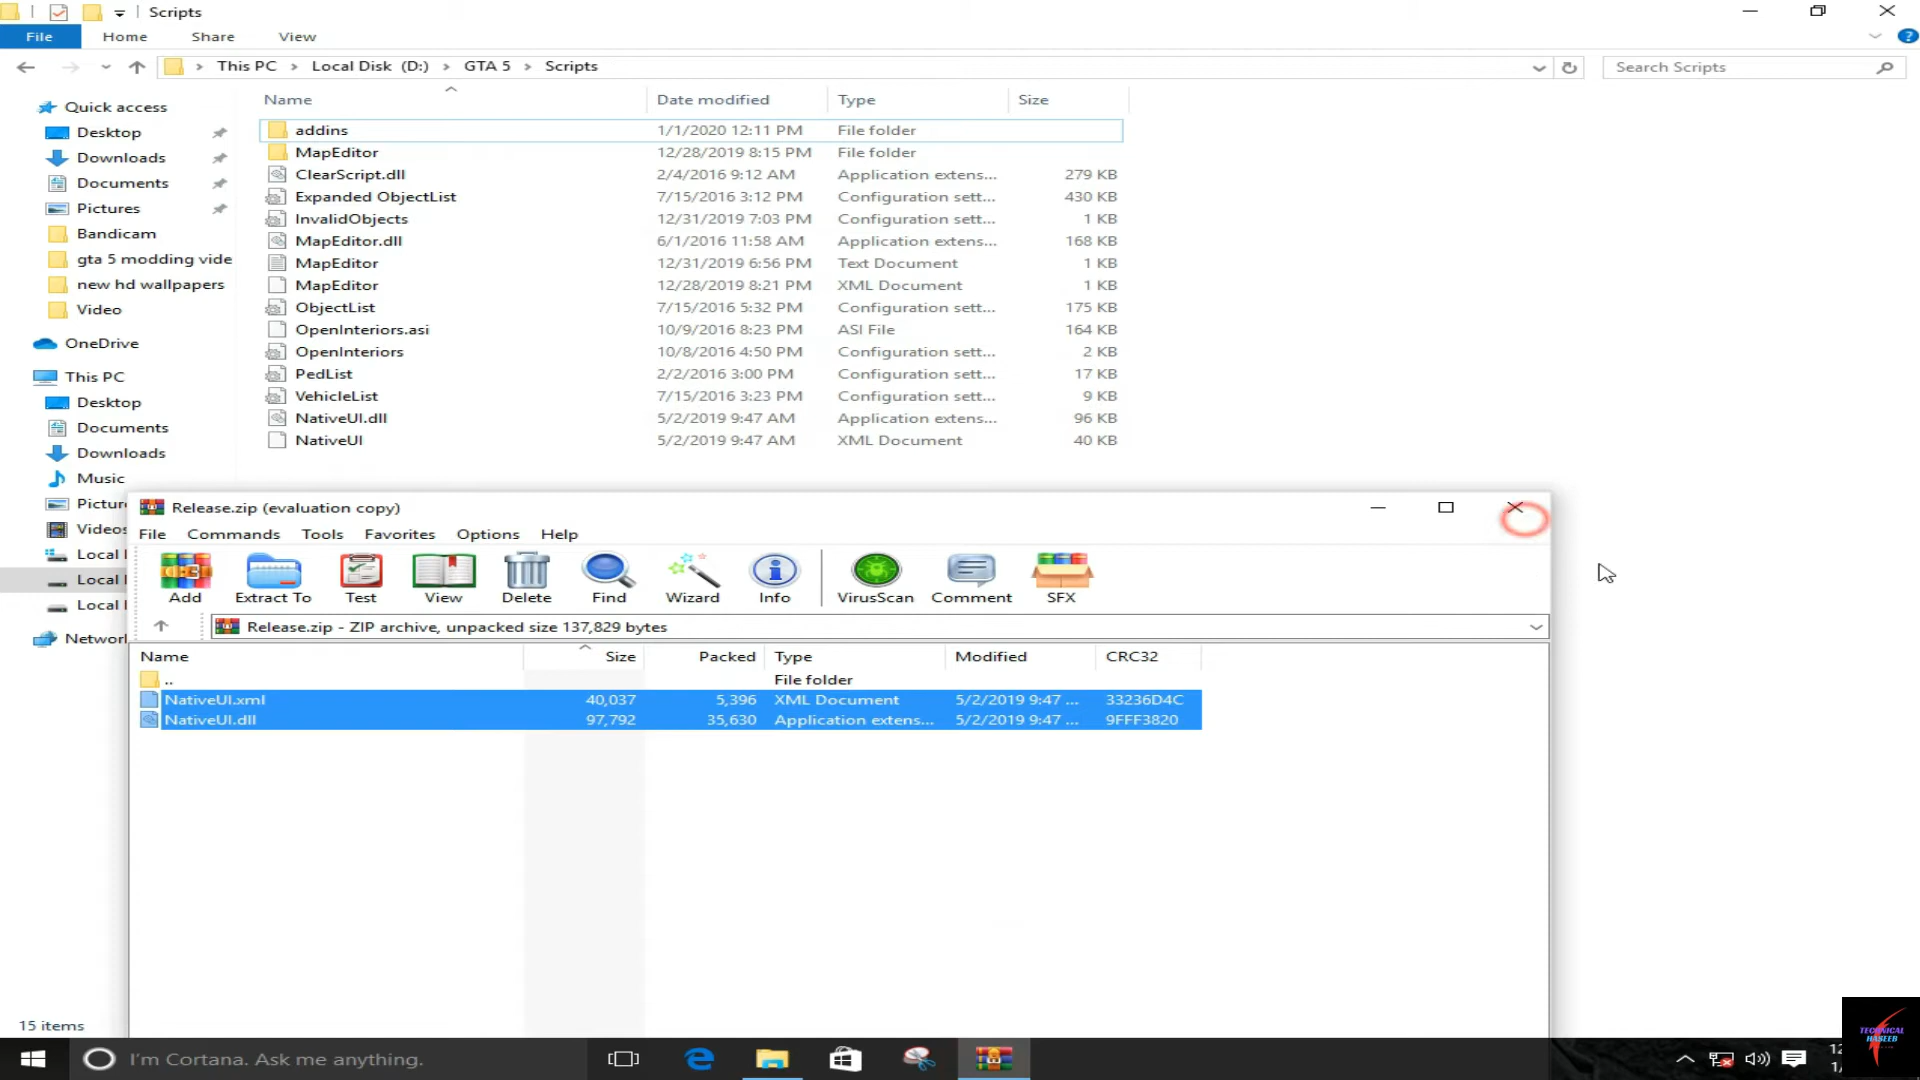 Scripts
File Home Share View
This PC Local Disk (D:) GTA 5 Scripts
Search Scripts
Name Date modified Type Size
addins 1/1/2020 12:11 PM File folder
MapEditor 12/28/2019 8:15 PM File folder
ClearScript.dll 2/4/2016 9:12 AM Application extens... 279 KB
Expanded ObjectList 7/15/2016 3:12 PM Configuration sett... 430 KB
InvalidObjects 12/31/2019 7:03 PM Configuration sett... 1 KB
MapEditor.dll 6/1/2016 11:58 AM Application extens... 168 KB
MapEditor 12/31/2019 6:56 PM Text Document 1 KB
MapEditor 12/28/2019 8:21 PM XML Document 1 KB
ObjectList 7/15/2016 5:32 PM Configuration sett... 175 KB
OpenInteriors.asi 10/9/2016 8:23 PM ASI File 164 KB
OpenInteriors 10/8/2016 4:50 PM Configuration sett... 2 KB
PedList 2/2/2016 3:00 PM Configuration sett... 17 KB
VehicleList 7/15/2016 3:23 PM Configuration sett... 9 KB
NativeUI.dll 5/2/2019 9:47 AM Application extens... 96 KB
NativeUI 5/2/2019 9:47 AM XML Document 40 KB
Quick access
Desktop
Downloads
Documents
Pictures
Bandicam
gta 5 modding vide
new hd wallpapers
Video
OneDrive
This PC
Desktop
Documents
Downloads
Music
Pictur
Videos
Local
Local
Local
Network
15 items
Release.zip (evaluation copy)
File Commands Tools Favorites Options Help
Add Extract To Test View Delete Find Wizard Info VirusScan Comment SFX
Release.zip - ZIP archive, unpacked size 137,829 bytes
Name Size Packed Type Modified CRC32
.. File folder
NativeUI.xml 40,037 5,396 XML Document 5/2/2019 9:47 ... 33236D4C
NativeUI.dll 97,792 35,630 Application extens... 5/2/2019 9:47 ... 9FFF3820
I'm Cortana. Ask me anything.
TECHNICAL
HASEEB